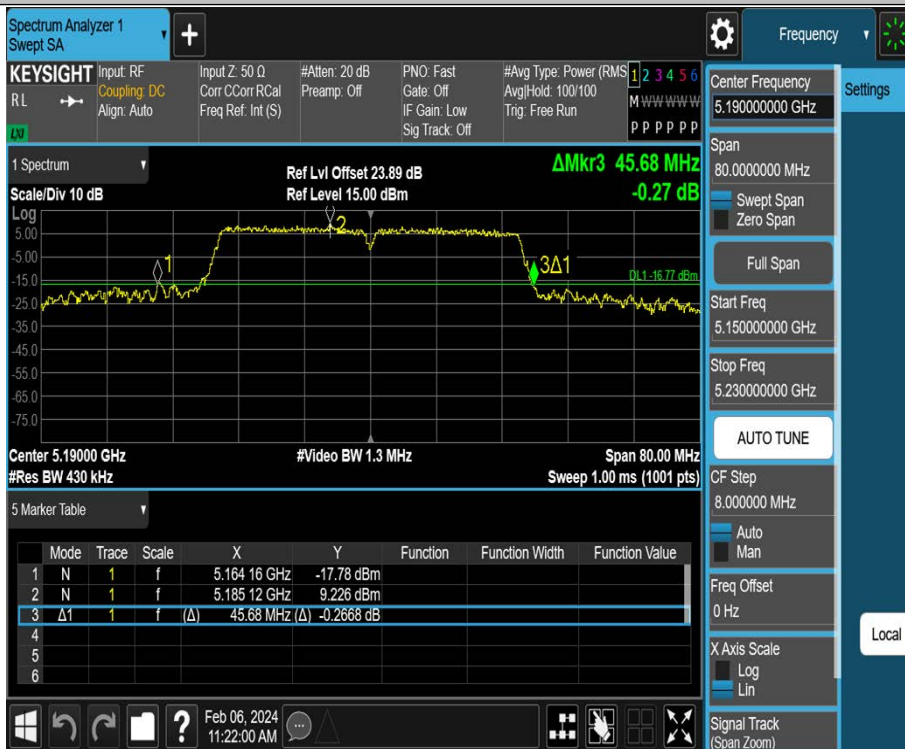 Spectrum Analyzer 1
Swept SA
+
Frequency
KEYSIGHT
RL
LXI
Input: RF
Coupling: DC
Align: Auto
Input Z: 50 Ω
Corr CCorr RCal
Freq Ref: Int (S)
#Atten: 20 dB
Preamp: Off
PNO: Fast
Gate: Off
IF Gain: Low
Sig Track: Off
#Avg Type: Power (RMS
Avg|Hold: 100/100
Trig: Free Run
1 2 3 4 5 6
M W W W W W
P P P P P P
1 Spectrum
Scale/Div 10 dB
Ref Lvl Offset 23.89 dB
Ref Level 15.00 dBm
ΔMkr3 45.68 MHz
-0.27 dB
Log
5.00
-5.00
-15.0
-25.0
-35.0
-45.0
-55.0
-65.0
-75.0
1
2
3Δ1
DL1 -16.77 dBm
Center 5.19000 GHz
#Res BW 430 kHz
#Video BW 1.3 MHz
Span 80.00 MHz
Sweep 1.00 ms (1001 pts)
5 Marker Table
Mode Trace Scale X Y Function Function Width Function Value
1 N 1 f 5.164 16 GHz -17.78 dBm
2 N 1 f 5.185 12 GHz 9.226 dBm
3 Δ1 1 f (Δ) 45.68 MHz (Δ) -0.2668 dB
4
5
6
?
Feb 06, 2024
11:22:00 AM
Center Frequency
5.190000000 GHz
Span
80.0000000 MHz
Swept Span
Zero Span
Full Span
Start Freq
5.150000000 GHz
Stop Freq
5.230000000 GHz
AUTO TUNE
CF Step
8.000000 MHz
Auto
Man
Freq Offset
0 Hz
X Axis Scale
Log
Lin
Signal Track
(Span Zoom)
Settings
Local